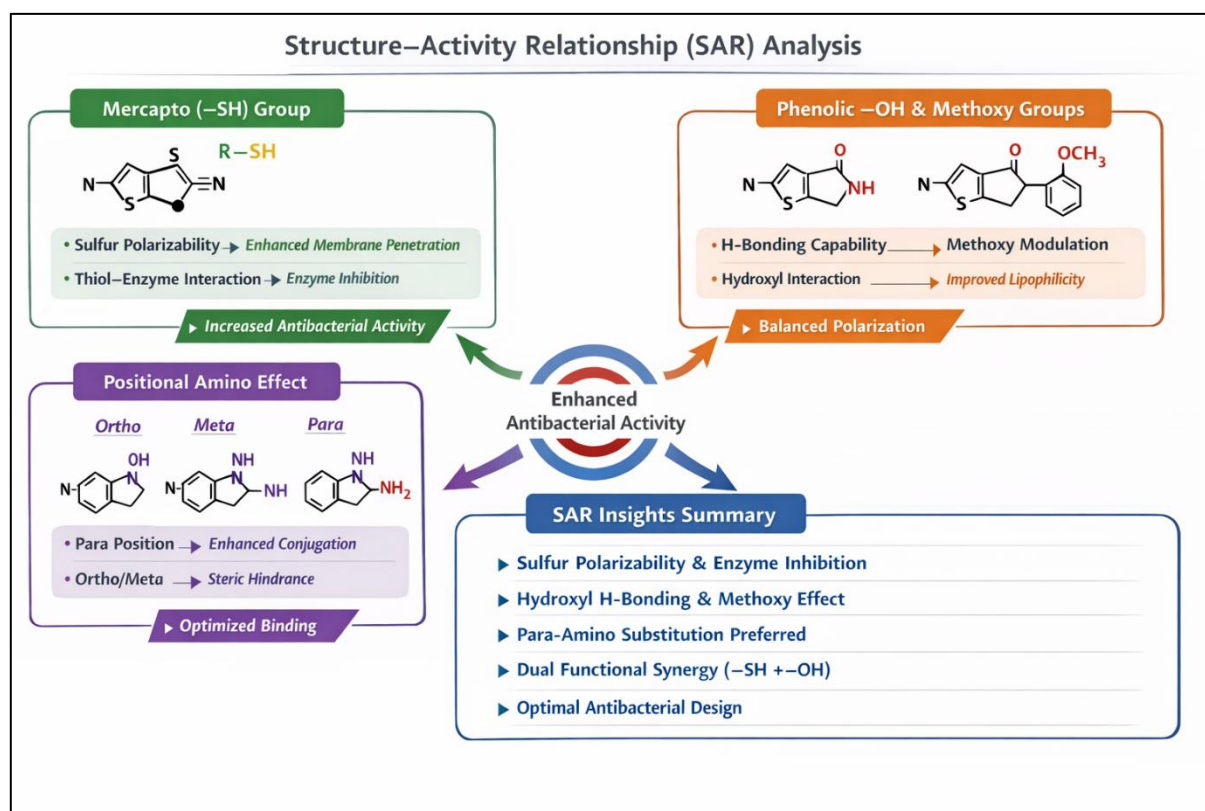 Structure–Activity Relationship (SAR) Analysis
Mercapto (–SH) Group
S
R–SH
N
S
≡N
• Sulfur Polarizability → Enhanced Membrane Penetration
• Thiol–Enzyme Interaction → Enzyme Inhibition
▶ Increased Antibacterial Activity
Phenolic –OH & Methoxy Groups
O
N
S
NH
O
OCH3
N
S
• H-Bonding Capability → Methoxy Modulation
• Hydroxyl Interaction → Improved Lipophilicity
▶ Balanced Polarization
Enhanced
Antibacterial Activity
Positional Amino Effect
Ortho Meta Para
OH
N
N
NH
N
N
NH
NH
N
NH2
• Para Position → Enhanced Conjugation
• Ortho/Meta → Steric Hindrance
▶ Optimized Binding
SAR Insights Summary
▶ Sulfur Polarizability & Enzyme Inhibition
▶ Hydroxyl H-Bonding & Methoxy Effect
▶ Para-Amino Substitution Preferred
▶ Dual Functional Synergy (–SH +–OH)
▶ Optimal Antibacterial Design